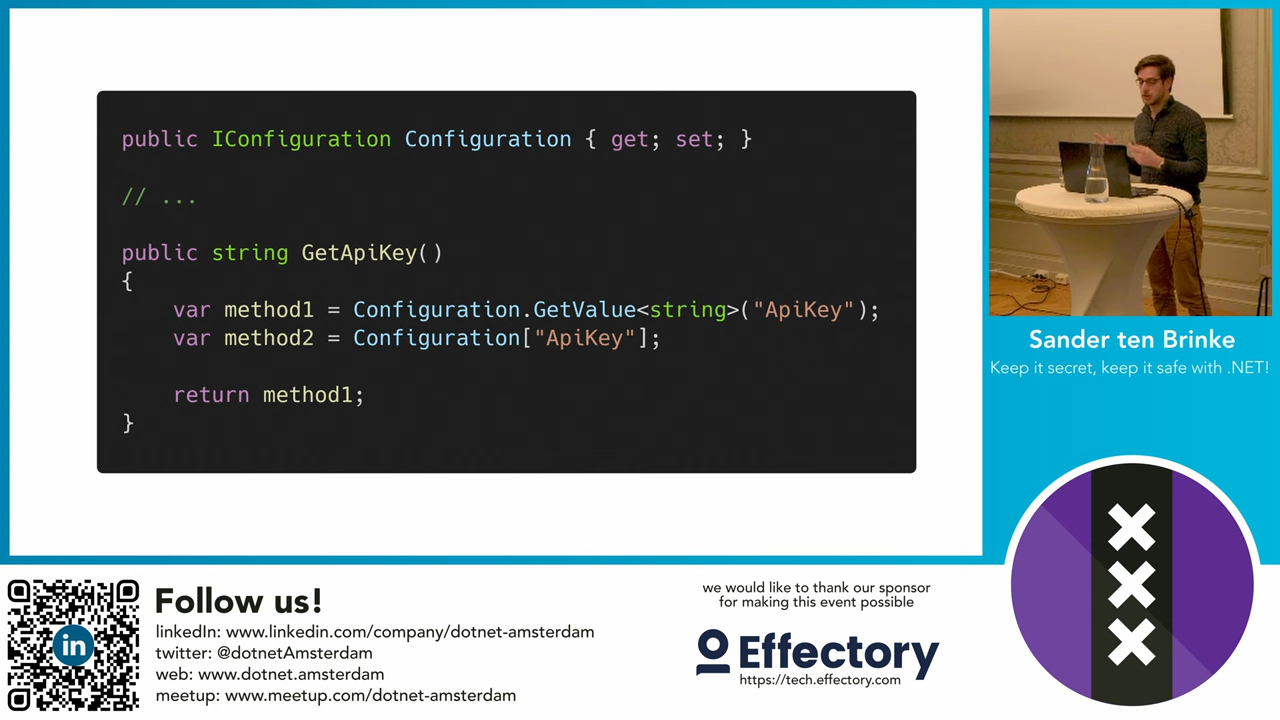 public IConfiguration Configuration { get; set; }
// ...
public string GetApiKey()
{
var method1 = Configuration.GetValue<string>("ApiKey");
var method2 = Configuration["ApiKey"];
return method1;
}
Sander ten Brinke
Keep it secret, keep it safe with .NET!
in
Follow us!
linkedIn: www.linkedin.com/company/dotnet-amsterdam
twitter: @dotnetAmsterdam
web: www.dotnet.amsterdam
meetup: www.meetup.com/dotnet-amsterdam
we would like to thank our sponsor
for making this event possible
Effectory
https://tech.effectory.com